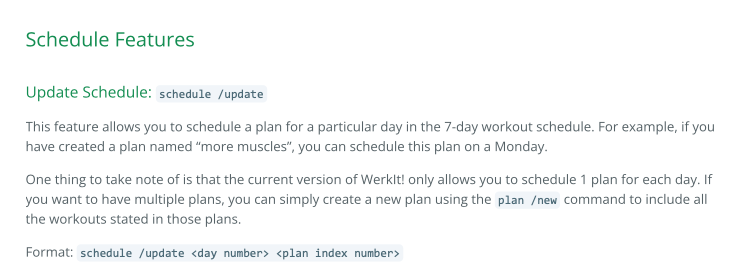 Schedule Features
Update Schedule: schedule /update
This feature allows you to schedule a plan for a particular day in the 7-day workout schedule. For example, if you
have created a plan named “more muscles”, you can schedule this plan on a Monday.
One thing to take note of is that the current version of WerkIt! only allows you to schedule 1 plan for each day. If
you want to have multiple plans, you can simply create a new plan using the plan /new command to include all
the workouts stated in those plans.
Format: schedule /update <day number> <plan index number>